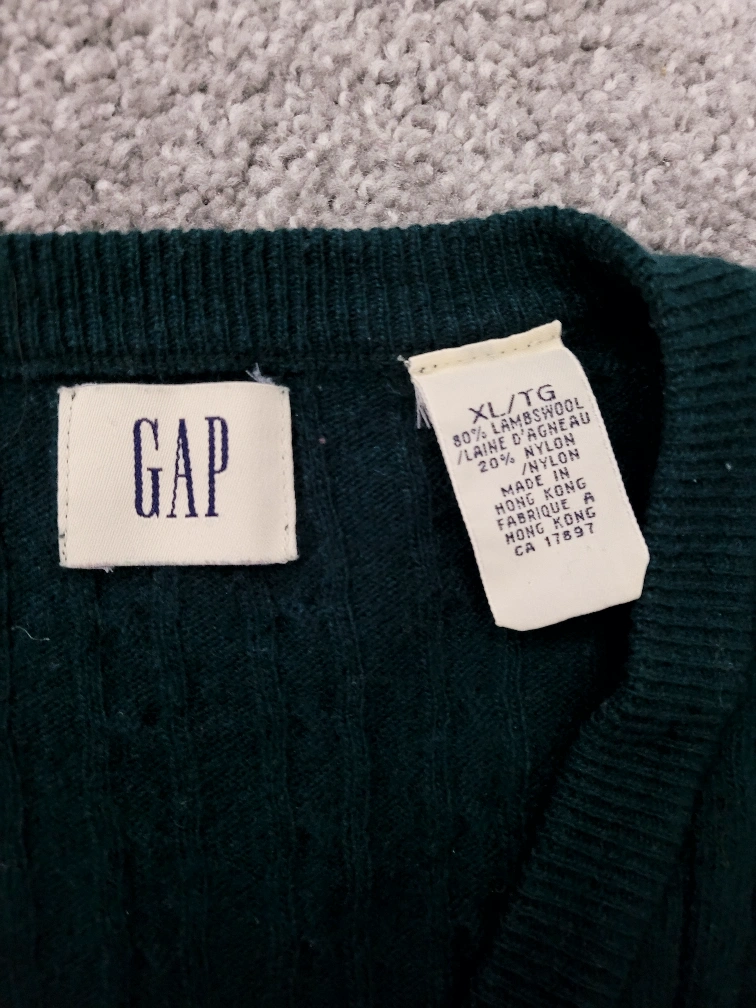 GAP
XL/TG
80% LAMBSWOOL
/LAINE D'AGNEAU
20% NYLON
/NYLON
MADE IN
HONG KONG
FABRIQUE A
HONG KONG
CA 17897